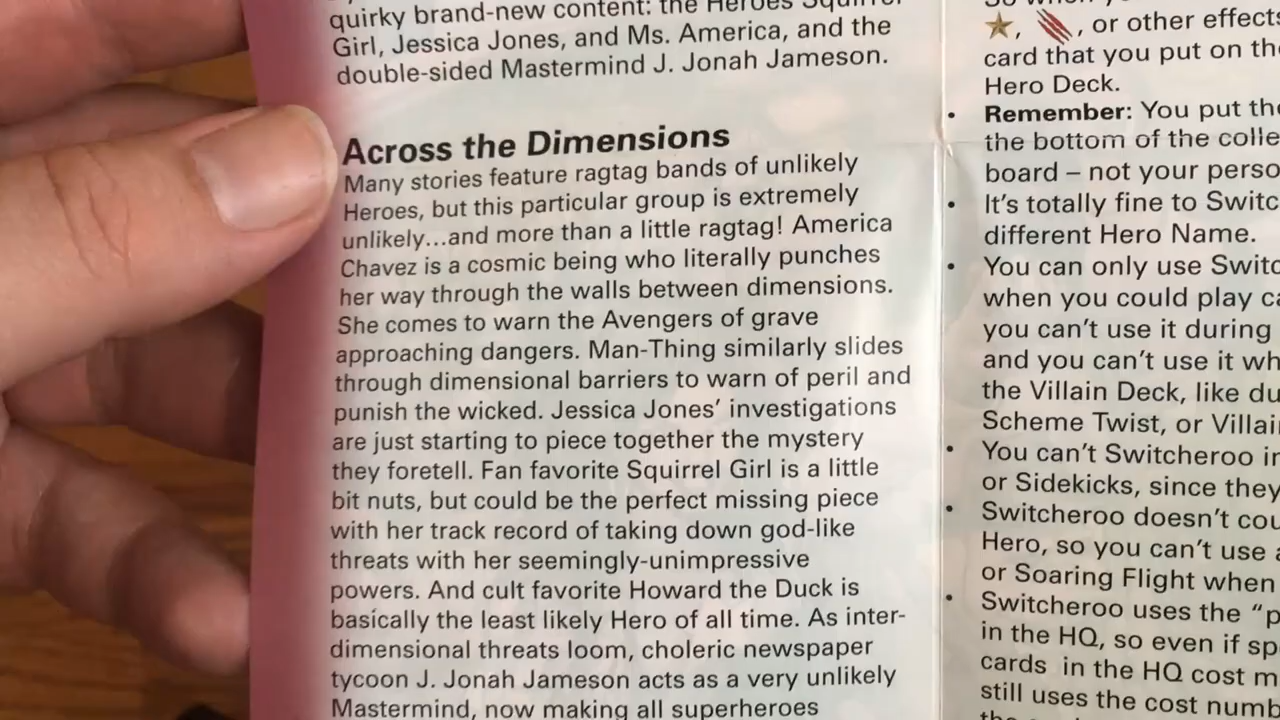 quirky brand-new content: the Heroes Squirrel
Girl, Jessica Jones, and Ms. America, and the
double-sided Mastermind J. Jonah Jameson.
Across the Dimensions
Many stories feature ragtag bands of unlikely
Heroes, but this particular group is extremely
unlikely…and more than a little ragtag! America
Chavez is a cosmic being who literally punches
her way through the walls between dimensions.
She comes to warn the Avengers of grave
approaching dangers. Man-Thing similarly slides
through dimensional barriers to warn of peril and
punish the wicked. Jessica Jones’ investigations
are just starting to piece together the mystery
they foretell. Fan favorite Squirrel Girl is a little
bit nuts, but could be the perfect missing piece
with her track record of taking down god-like
threats with her seemingly-unimpressive
powers. And cult favorite Howard the Duck is
basically the least likely Hero of all time. As inter-
dimensional threats loom, choleric newspaper
tycoon J. Jonah Jameson acts as a very unlikely
Mastermind, now making all superheroes
, or other effects
card that you put on the
Hero Deck.
• Remember: You put the
the bottom of the colle
board – not your perso
• It’s totally fine to Switc
different Hero Name.
• You can only use Switc
when you could play ca
you can’t use it during
and you can’t use it wh
the Villain Deck, like du
Scheme Twist, or Villai
• You can’t Switcheroo in
or Sidekicks, since they
• Switcheroo doesn’t cou
Hero, so you can’t use a
or Soaring Flight when
• Switcheroo uses the “p
in the HQ, so even if sp
cards in the HQ cost m
still uses the cost numb